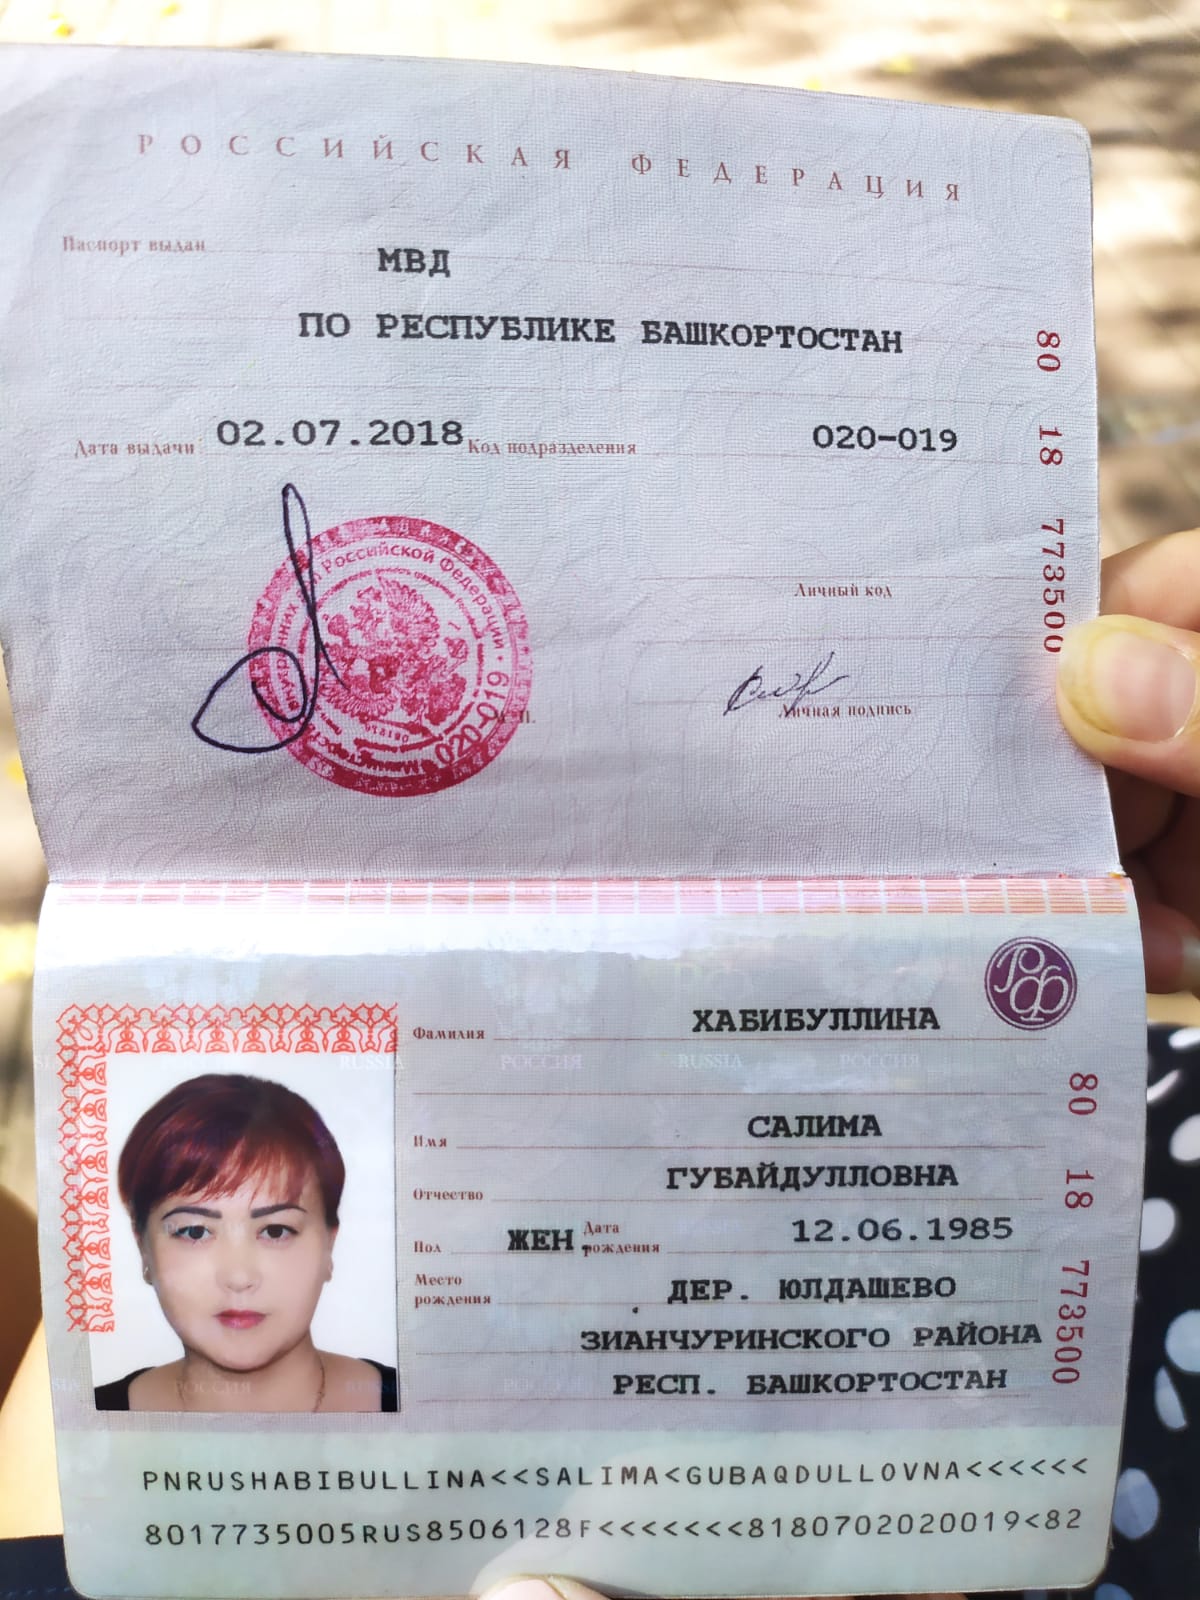 РОССИЙСКАЯ ФЕДЕРАЦИЯ
Паспорт выдан МВД
ПО РЕСПУБЛИКЕ БАШКОРТОСТАН
Дата выдачи 02.07.2018 Код подразделения 020-019
80 18 773500
Личный код
Личная подпись
М.П.
Российской Федерации
020-019
РФ
Фамилия ХАБИБУЛЛИНА
RUSSIA РОССИЯ RUSSIA РОССИЯ
Имя САЛИМА
Отчество ГУБАЙДУЛЛОВНА
Пол ЖЕН. Дата рождения 12.06.1985
Место рождения ДЕР. ЮЛДАШЕВО
ЗИАНЧУРИНСКОГО РАЙОНА
РЕСП. БАШКОРТОСТАН
80 18 773500
РОССИЯ
PNRUSHABIBULLINA<<SALIMA<GUBAQDULLOVNA<<<<<<
8017735005RUS8506128F<<<<<<<8180702020019<82